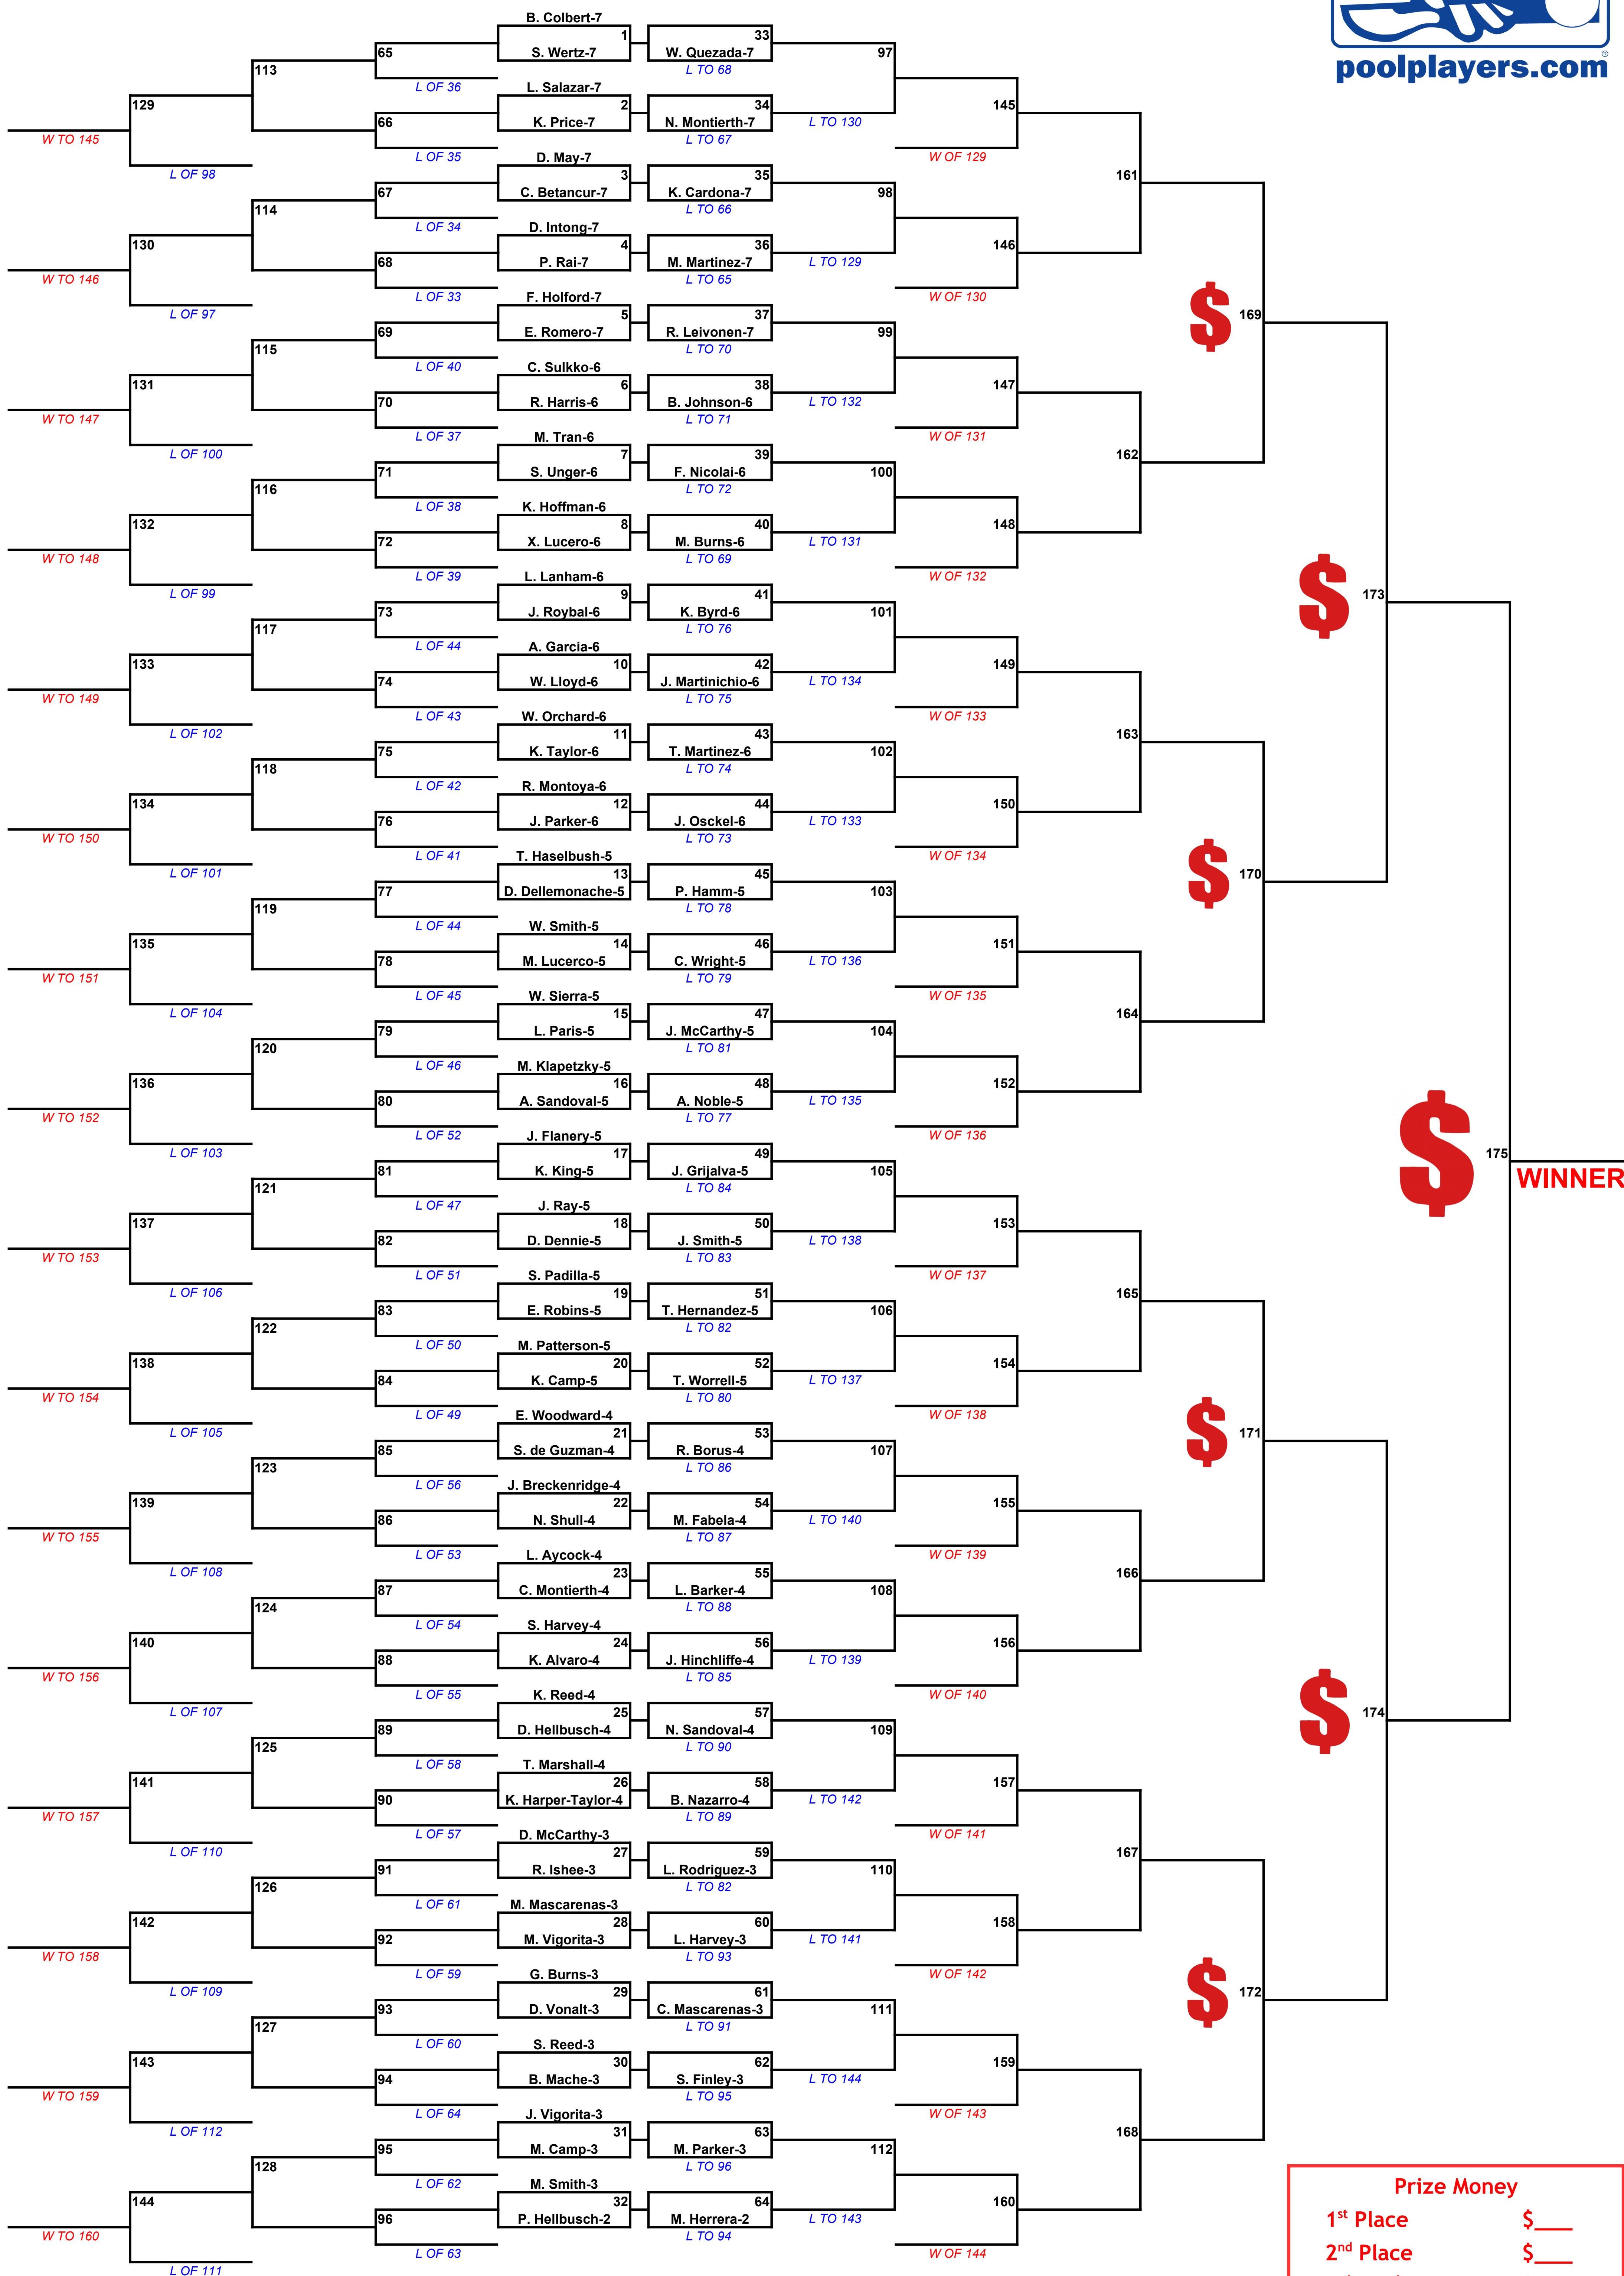 B. Colbert-7
1 33
65 S. Wertz-7 W. Quezada-7 97
113 L TO 68 poolplayers.com®
L OF 36 L. Salazar-7
129 2 34 145
66 K. Price-7 N. Montierth-7 L TO 130
W TO 145 L TO 67
L OF 35 D. May-7 W OF 129
L OF 98 3 35 161
67 C. Betancur-7 K. Cardona-7 98
114 L TO 66
L OF 34 D. Intong-7
130 4 36 146
68 P. Rai-7 M. Martinez-7 L TO 129
W TO 146 L TO 65
L OF 33 F. Holford-7 W OF 130
L OF 97 5 37 $ 169
69 E. Romero-7 R. Leivonen-7 99
115 L TO 70
L OF 40 C. Sulkko-6
131 6 38 147
70 R. Harris-6 B. Johnson-6 L TO 132
W TO 147 L TO 71
L OF 37 M. Tran-6 W OF 131
L OF 100 7 39 162
71 S. Unger-6 F. Nicolai-6 100
116 L TO 72
L OF 38 K. Hoffman-6
132 8 40 148
72 X. Lucero-6 M. Burns-6 L TO 131
W TO 148 L TO 69
L OF 39 L. Lanham-6 W OF 132
L OF 99 9 41 $ 173
73 J. Roybal-6 K. Byrd-6 101
117 L TO 76
L OF 44 A. Garcia-6
133 10 42 149
74 W. Lloyd-6 J. Martinichio-6 L TO 134
W TO 149 L TO 75
L OF 43 W. Orchard-6 W OF 133
L OF 102 11 43 163
75 K. Taylor-6 T. Martinez-6 102
118 L TO 74
L OF 42 R. Montoya-6
134 12 44 150
76 J. Parker-6 J. Osckel-6 L TO 133
W TO 150 L TO 73
L OF 41 T. Haselbush-5 W OF 134
L OF 101 13 45 $ 170
77 D. Dellemonache-5 P. Hamm-5 103
119 L TO 78
L OF 44 W. Smith-5
135 14 46 151
78 M. Lucerco-5 C. Wright-5 L TO 136
W TO 151 L TO 79
L OF 45 W. Sierra-5 W OF 135
L OF 104 15 47 164
79 L. Paris-5 J. McCarthy-5 104
120 L TO 81
L OF 46 M. Klapetzky-5
136 16 48 152
80 A. Sandoval-5 A. Noble-5 L TO 135
W TO 152 L TO 77
L OF 52 J. Flanery-5 W OF 136
L OF 103 17 49 $ 175
81 K. King-5 J. Grijalva-5 105 WINNER
121 L TO 84
L OF 47 J. Ray-5
137 18 50 153
82 D. Dennie-5 J. Smith-5 L TO 138
W TO 153 L TO 83
L OF 51 S. Padilla-5 W OF 137
L OF 106 19 51 165
83 E. Robins-5 T. Hernandez-5 106
122 L TO 82
L OF 50 M. Patterson-5
138 20 52 154
84 K. Camp-5 T. Worrell-5 L TO 137
W TO 154 L TO 80
L OF 49 E. Woodward-4 W OF 138
L OF 105 21 53 $ 171
85 S. de Guzman-4 R. Borus-4 107
123 L TO 86
L OF 56 J. Breckenridge-4
139 22 54 155
86 N. Shull-4 M. Fabela-4 L TO 140
W TO 155 L TO 87
L OF 53 L. Aycock-4 W OF 139
L OF 108 23 55 166
87 C. Montierth-4 L. Barker-4 108
124 L TO 88
L OF 54 S. Harvey-4
140 24 56 156
88 K. Alvaro-4 J. Hinchliffe-4 L TO 139
W TO 156 L TO 85
L OF 55 K. Reed-4 W OF 140
L OF 107 25 57 $ 174
89 D. Hellbusch-4 N. Sandoval-4 109
125 L TO 90
L OF 58 T. Marshall-4
141 26 58 157
90 K. Harper-Taylor-4 B. Nazarro-4 L TO 142
W TO 157 L TO 89
L OF 57 D. McCarthy-3 W OF 141
L OF 110 27 59 167
91 R. Ishee-3 L. Rodriguez-3 110
126 L TO 82
L OF 61 M. Mascarenas-3
142 28 60 158
92 M. Vigorita-3 L. Harvey-3 L TO 141
W TO 158 L TO 93
L OF 59 G. Burns-3 W OF 142
L OF 109 29 61 $ 172
93 D. Vonalt-3 C. Mascarenas-3 111
127 L TO 91
L OF 60 S. Reed-3
143 30 62 159
94 B. Mache-3 S. Finley-3 L TO 144
W TO 159 L TO 95
L OF 64 J. Vigorita-3 W OF 143
L OF 112 31 63 168
95 M. Camp-3 M. Parker-3 112
128 L TO 96
L OF 62 M. Smith-3 Prize Money
144 32 64 160
96 P. Hellbusch-2 M. Herrera-2 L TO 143 1st Place $___
W TO 160 L TO 94
L OF 63 W OF 144 2nd Place $___
L OF 111